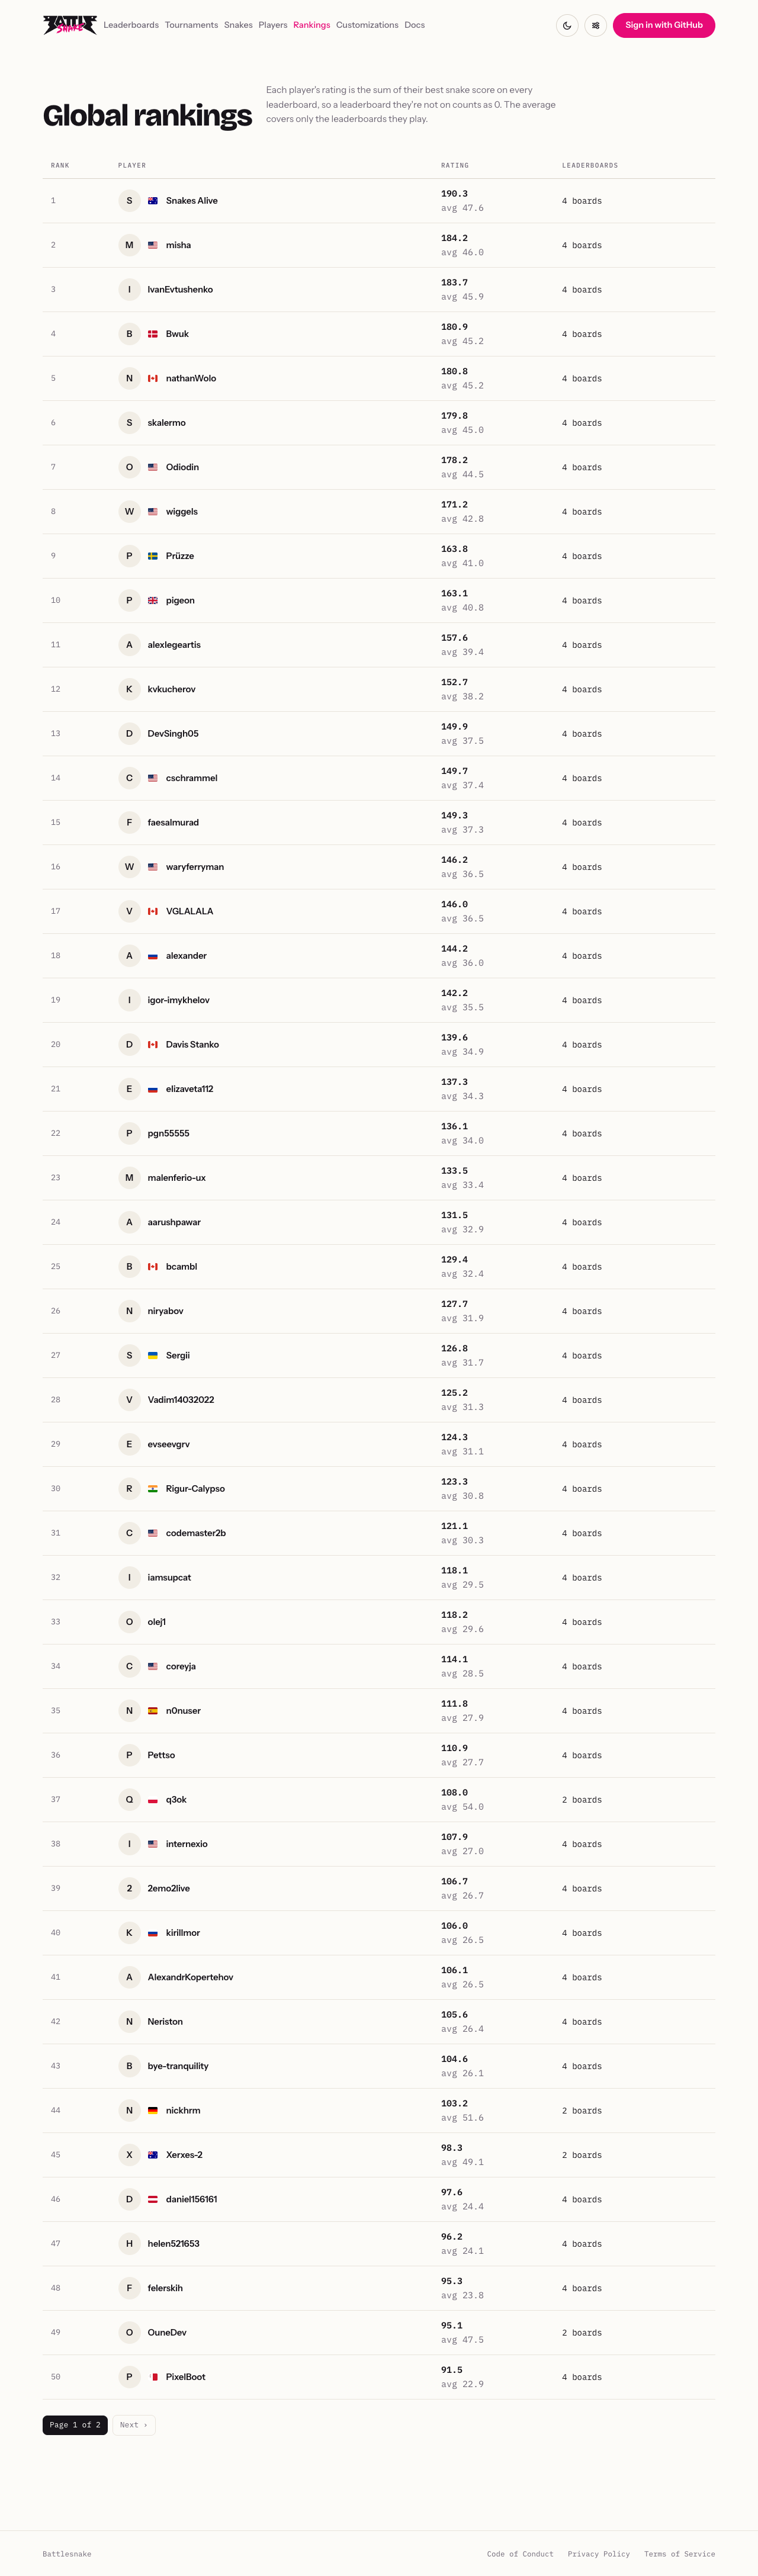 BATTLE SNAKE Leaderboards Tournaments Snakes Players Rankings Customizations Docs Sign in with GitHub
Global rankings
Each player's rating is the sum of their best snake score on every
leaderboard, so a leaderboard they're not on counts as 0. The average
covers only the leaderboards they play.
RANK PLAYER RATING LEADERBOARDS
1 S Snakes Alive 190.3 4 boards
avg 47.6
2 M misha 184.2 4 boards
avg 46.0
3 I IvanEvtushenko 183.7 4 boards
avg 45.9
4 B Bwuk 180.9 4 boards
avg 45.2
5 N nathanWolo 180.8 4 boards
avg 45.2
6 S skalermo 179.8 4 boards
avg 45.0
7 O Odiodin 178.2 4 boards
avg 44.5
8 W wiggels 171.2 4 boards
avg 42.8
9 P Prüzze 163.8 4 boards
avg 41.0
10 P pigeon 163.1 4 boards
avg 40.8
11 A alexlegeartis 157.6 4 boards
avg 39.4
12 K kvkucherov 152.7 4 boards
avg 38.2
13 D DevSingh05 149.9 4 boards
avg 37.5
14 C cschrammel 149.7 4 boards
avg 37.4
15 F faesalmurad 149.3 4 boards
avg 37.3
16 W waryferryman 146.2 4 boards
avg 36.5
17 V VGLALALA 146.0 4 boards
avg 36.5
18 A alexander 144.2 4 boards
avg 36.0
19 I igor-imykhelov 142.2 4 boards
avg 35.5
20 D Davis Stanko 139.6 4 boards
avg 34.9
21 E elizaveta112 137.3 4 boards
avg 34.3
22 P pgn55555 136.1 4 boards
avg 34.0
23 M malenferio-ux 133.5 4 boards
avg 33.4
24 A aarushpawar 131.5 4 boards
avg 32.9
25 B bcambl 129.4 4 boards
avg 32.4
26 N niryabov 127.7 4 boards
avg 31.9
27 S Sergii 126.8 4 boards
avg 31.7
28 V Vadim14032022 125.2 4 boards
avg 31.3
29 E evseevgrv 124.3 4 boards
avg 31.1
30 R Rigur-Calypso 123.3 4 boards
avg 30.8
31 C codemaster2b 121.1 4 boards
avg 30.3
32 I iamsupcat 118.1 4 boards
avg 29.5
33 O olej1 118.2 4 boards
avg 29.6
34 C coreyja 114.1 4 boards
avg 28.5
35 N n0nuser 111.8 4 boards
avg 27.9
36 P Pettso 110.9 4 boards
avg 27.7
37 Q q3ok 108.0 2 boards
avg 54.0
38 I internexio 107.9 4 boards
avg 27.0
39 2 2emo2live 106.7 4 boards
avg 26.7
40 K kirillmor 106.0 4 boards
avg 26.5
41 A AlexandrKopertehov 106.1 4 boards
avg 26.5
42 N Neriston 105.6 4 boards
avg 26.4
43 B bye-tranquility 104.6 4 boards
avg 26.1
44 N nickhrm 103.2 2 boards
avg 51.6
45 X Xerxes-2 98.3 2 boards
avg 49.1
46 D daniel156161 97.6 4 boards
avg 24.4
47 H helen521653 96.2 4 boards
avg 24.1
48 F felerskih 95.3 4 boards
avg 23.8
49 O OuneDev 95.1 2 boards
avg 47.5
50 P PixelBoot 91.5 4 boards
avg 22.9
Page 1 of 2 Next ›
Battlesnake Code of Conduct Privacy Policy Terms of Service